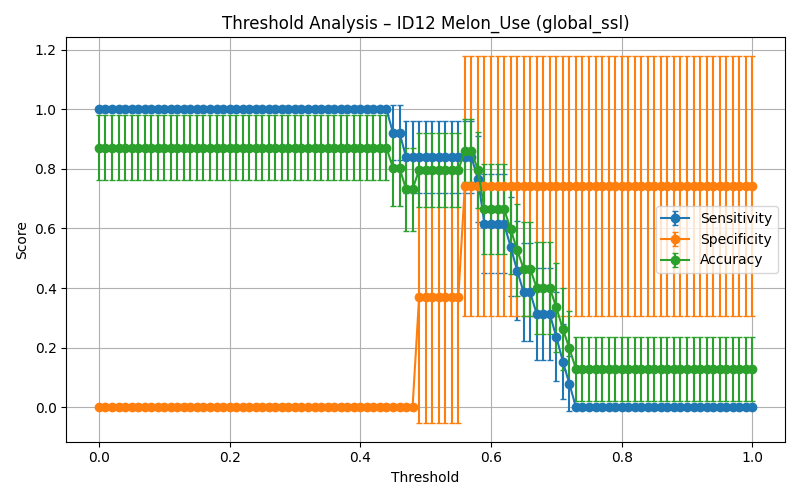 Threshold Analysis – ID12 Melon_Use (global_ssl)
1.2
1.0
0.8
0.6
0.4
0.2
0.0
Score
Sensitivity
Specificity
Accuracy
0.0 0.2 0.4 0.6 0.8 1.0
Threshold